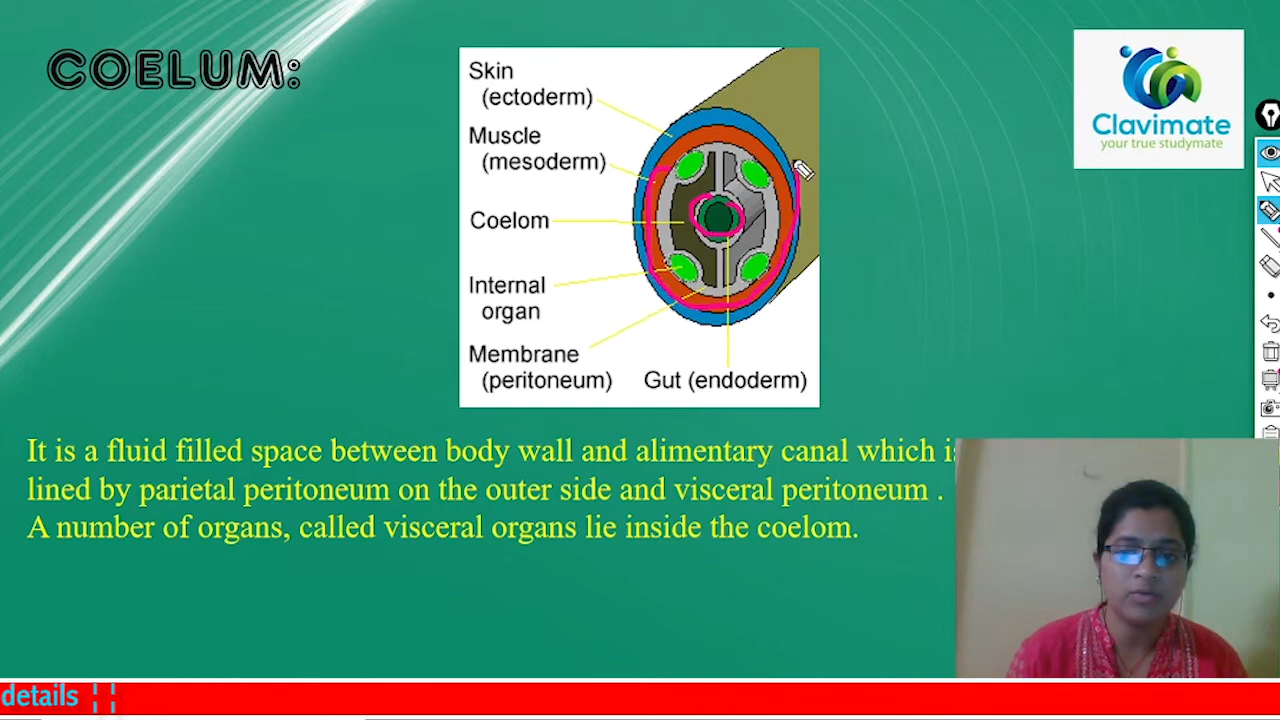 COELUM:
Skin
(ectoderm)
Muscle
(mesoderm)
Coelom
Internal
organ
Membrane
(peritoneum)
Gut (endoderm)
Clavimate
your true studymate
It is a fluid filled space between body wall and alimentary canal which
lined by parietal peritoneum on the outer side and visceral peritoneum .
A number of organs, called visceral organs lie inside the coelom.
details ¦ ¦